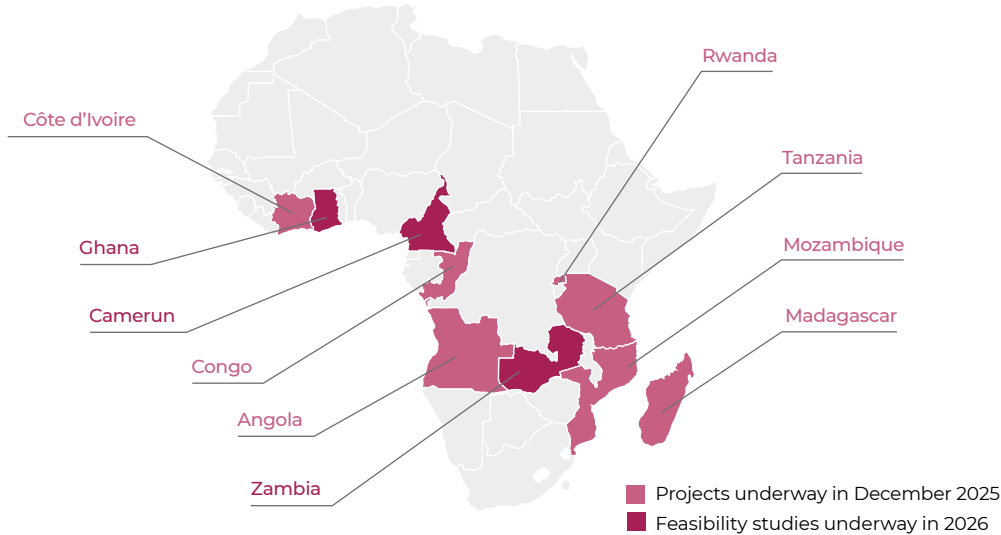 Rwanda
Côte d'Ivoire
Tanzania
Ghana
Mozambique
Camerun
Madagascar
Congo
Angola
Zambia
Projects underway in December 2025
Feasibility studies underway in 2026